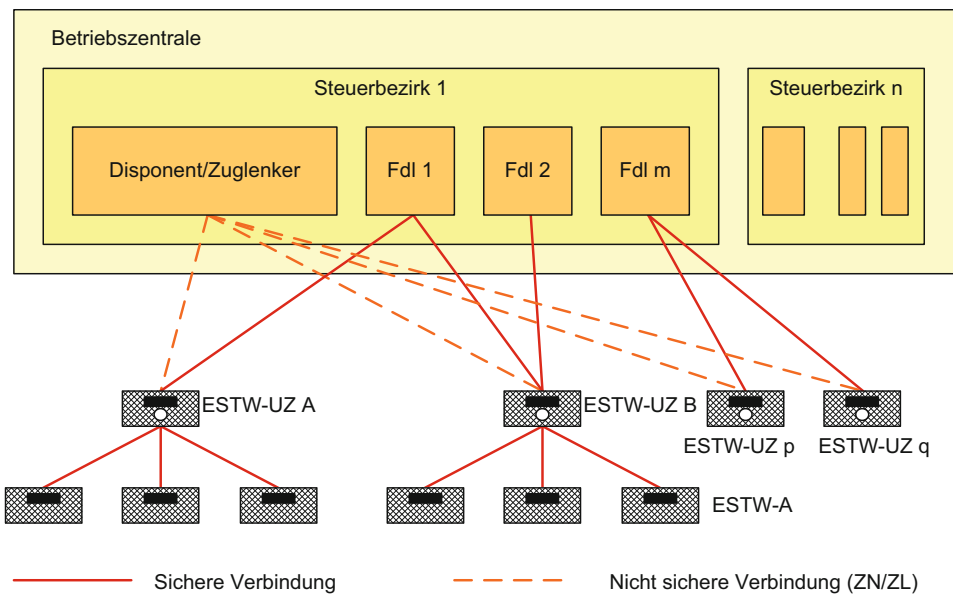 Betriebszentrale
Steuerbezirk 1
Steuerbezirk n
Disponent/Zuglenker
Fdl 1
Fdl 2
Fdl m
ESTW-UZ A
ESTW-UZ B
ESTW-UZ p
ESTW-UZ q
ESTW-A
Sichere Verbindung
Nicht sichere Verbindung (ZN/ZL)